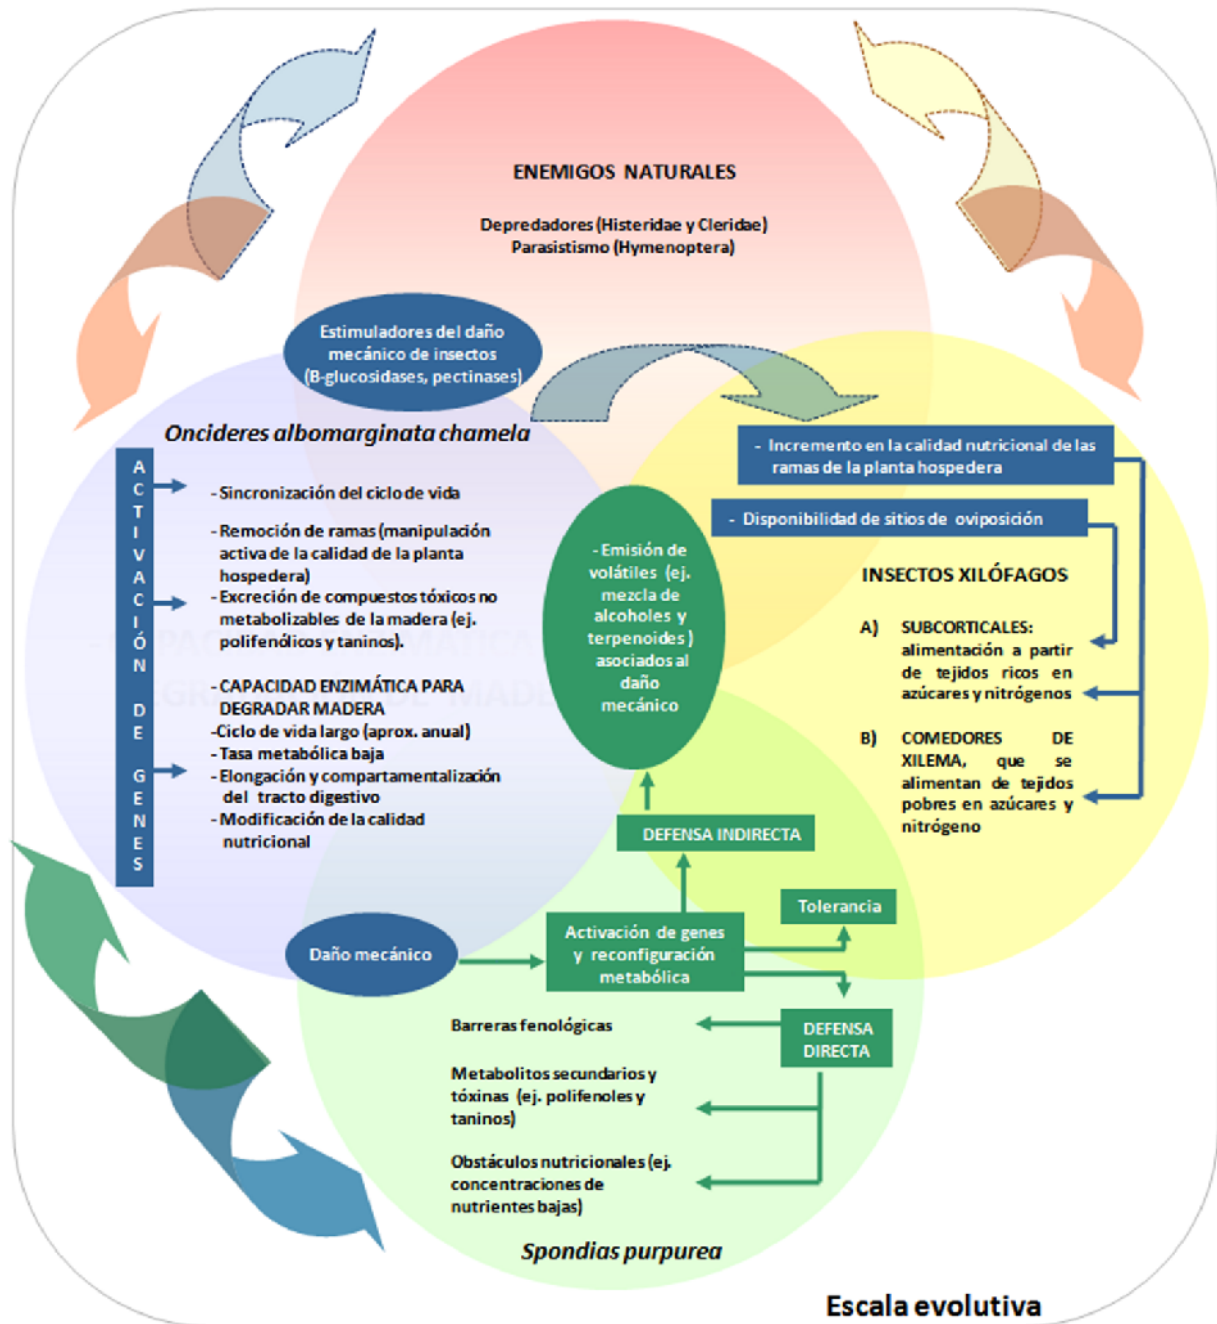 ENEMIGOS NATURALES
Depredadores (Histeridae y Cleridae)
Parasitismo (Hymenoptera)
Estimuladores del daño
mecánico de insectos
(B-glucosidases, pectinases)
Oncideres albomarginata chamela
ACTIVACIÓN DE GENES
- Sincronización del ciclo de vida
- Remoción de ramas (manipulación
activa de la calidad de la planta
hospedera)
- Excreción de compuestos tóxicos no
metabolizables de la madera (ej.
polifenólicos y taninos).
- CAPACIDAD ENZIMÁTICA PARA
DEGRADAR MADERA
-Ciclo de vida largo (aprox. anual)
- Tasa metabólica baja
- Elongación y compartamentalización
del tracto digestivo
- Modificación de la calidad
nutricional
- Emisión de
volátiles (ej.
mezcla de
alcoholes y
terpenoides )
asociados al
daño
mecánico
- Incremento en la calidad nutricional de las
ramas de la planta hospedera
- Disponibilidad de sitios de oviposición
INSECTOS XILÓFAGOS
A) SUBCORTICALES:
alimentación a partir
de tejidos ricos en
azúcares y nitrógenos
B) COMEDORES DE
XILEMA, que se
alimentan de tejidos
pobres en azúcares y
nitrógeno
DEFENSA INDIRECTA
Tolerancia
Daño mecánico
Activación de genes
y reconfiguración
metabólica
DEFENSA
DIRECTA
Barreras fenológicas
Metabolitos secundarios y
tóxinas (ej. polifenoles y
taninos)
Obstáculos nutricionales (ej.
concentraciones de
nutrientes bajas)
Spondias purpurea
Escala evolutiva